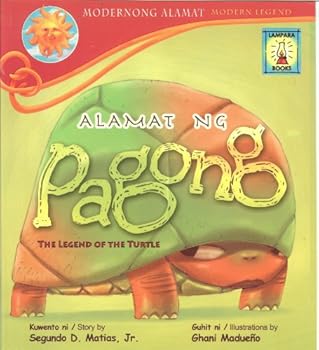 MODERNONG ALAMAT MODERN LEGEND
LAMPARA
BOOKS
ALAMAT NG
Pagong
THE LEGEND OF THE TURTLE
Kuwento ni / Story by
Segundo D. Matias, Jr.
Guhit ni / Illustrations by
Ghani Madueño